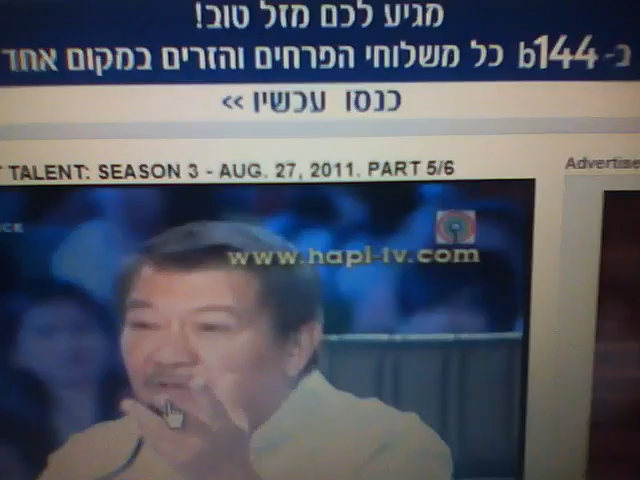 מגיע לכם מזל טוב!
ב-b144 כל משלוחי הפרחים והזרים במקום אחד
כנסו עכשיו >>
TALENT: SEASON 3 - AUG. 27, 2011. PART 5/6
Advertise
www.hapi-tv.com